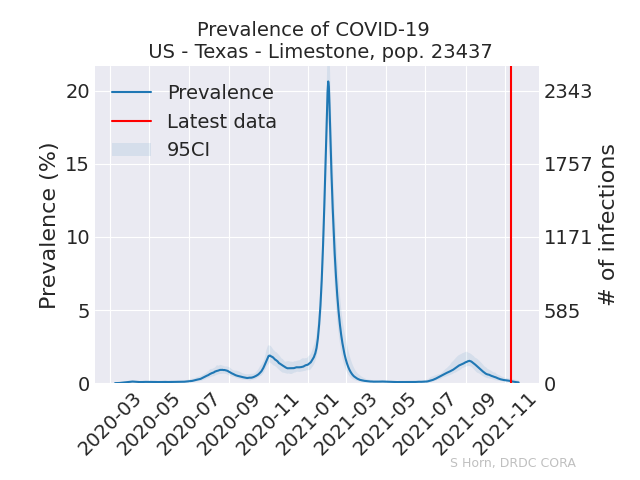 Prevalence of COVID-19
US - Texas - Limestone, pop. 23437
Prevalence
Latest data
95CI
Prevalence (%)
20
15
10
5
0
2343
1757
1171
585
0
# of infections
2020-03
2020-05
2020-07
2020-09
2020-11
2021-01
2021-03
2021-05
2021-07
2021-09
2021-11
S Horn, DRDC CORA